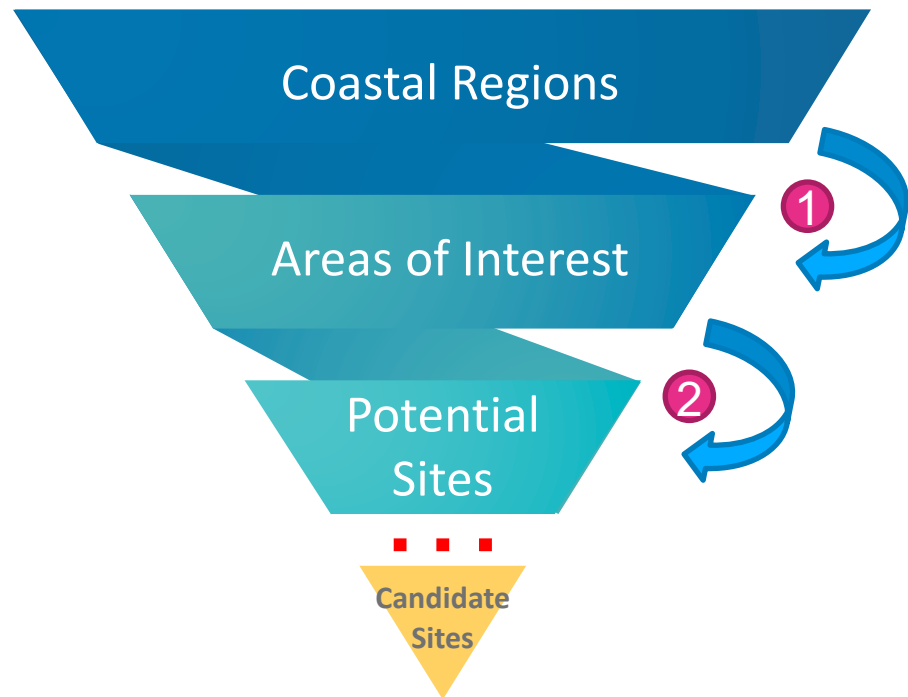 Coastal Regions
1
Areas of Interest
2
Potential
Sites
Candidate
Sites